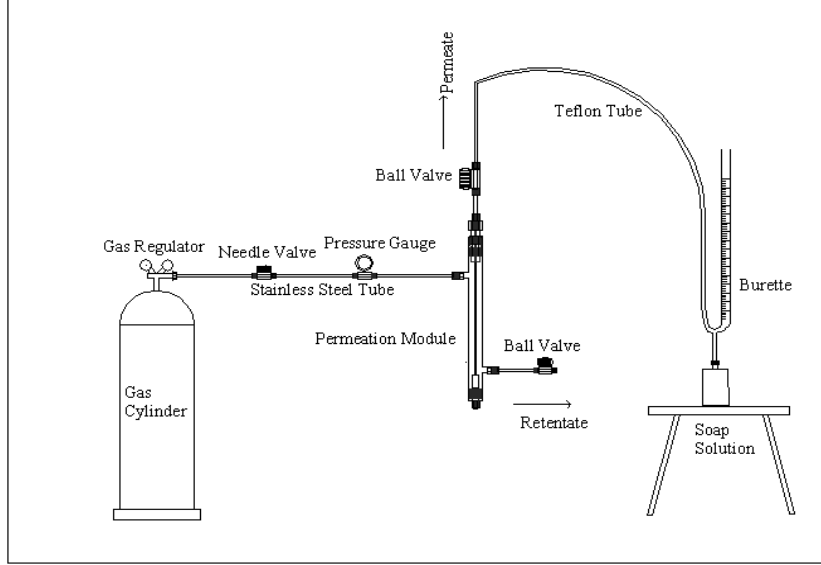 Permeate
Teflon Tube
Ball Valve
Gas Regulator
Needle Valve
Pressure Gauge
Stainless Steel Tube
Burette
Permeation Module
Ball Valve
Gas
Cylinder
Retentate
Soap
Solution